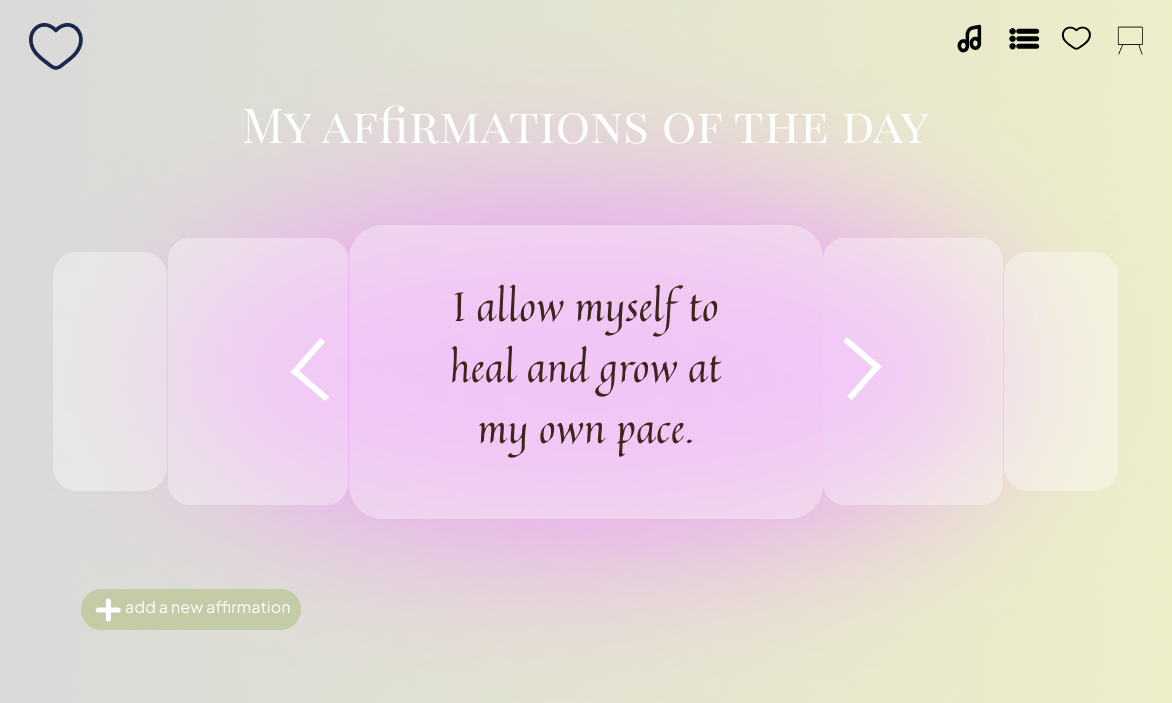 My affirmations of the day
I allow myself to
heal and grow at
my own pace.
add a new affirmation